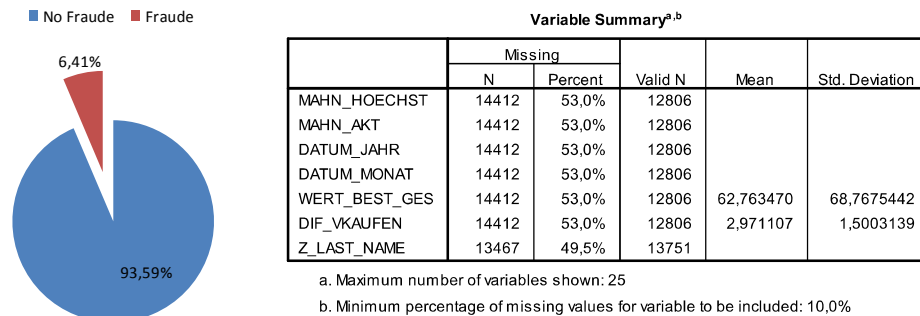 No Fraude Fraude
6,41%
93,59%
Variable Summary a,b
Missing
N Percent Valid N Mean Std. Deviation
MAHN_HOECHST 14412 53,0% 12806
MAHN_AKT 14412 53,0% 12806
DATUM_JAHR 14412 53,0% 12806
DATUM_MONAT 14412 53,0% 12806
WERT_BEST_GES 14412 53,0% 12806 62,763470 68,7675442
DIF_VKAUFEN 14412 53,0% 12806 2,971107 1,5003139
Z_LAST_NAME 13467 49,5% 13751
a. Maximum number of variables shown: 25
b. Minimum percentage of missing values for variable to be included: 10,0%